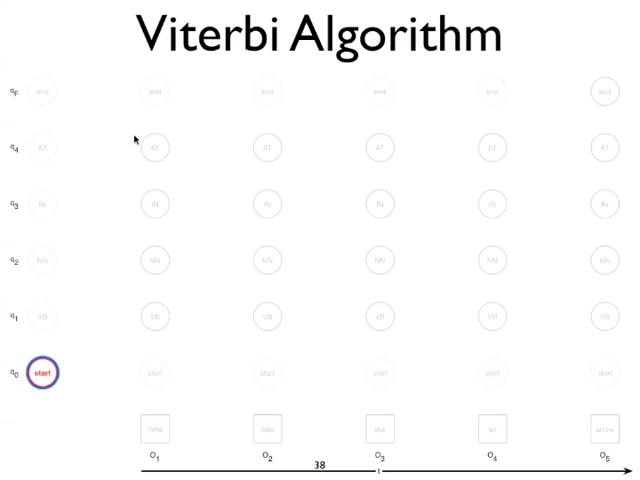 Viterbi Algorithm
qF end end end end end end
q4 AT AT AT AT AT AT
q3 IN IN IN IN IN IN
q2 NN NN NN NN NN NN
q1 VB VB VB VB VB VB
q0 start start start start start start
Time flies like an arrow
O1 O2 O3 O4 O5
38
t